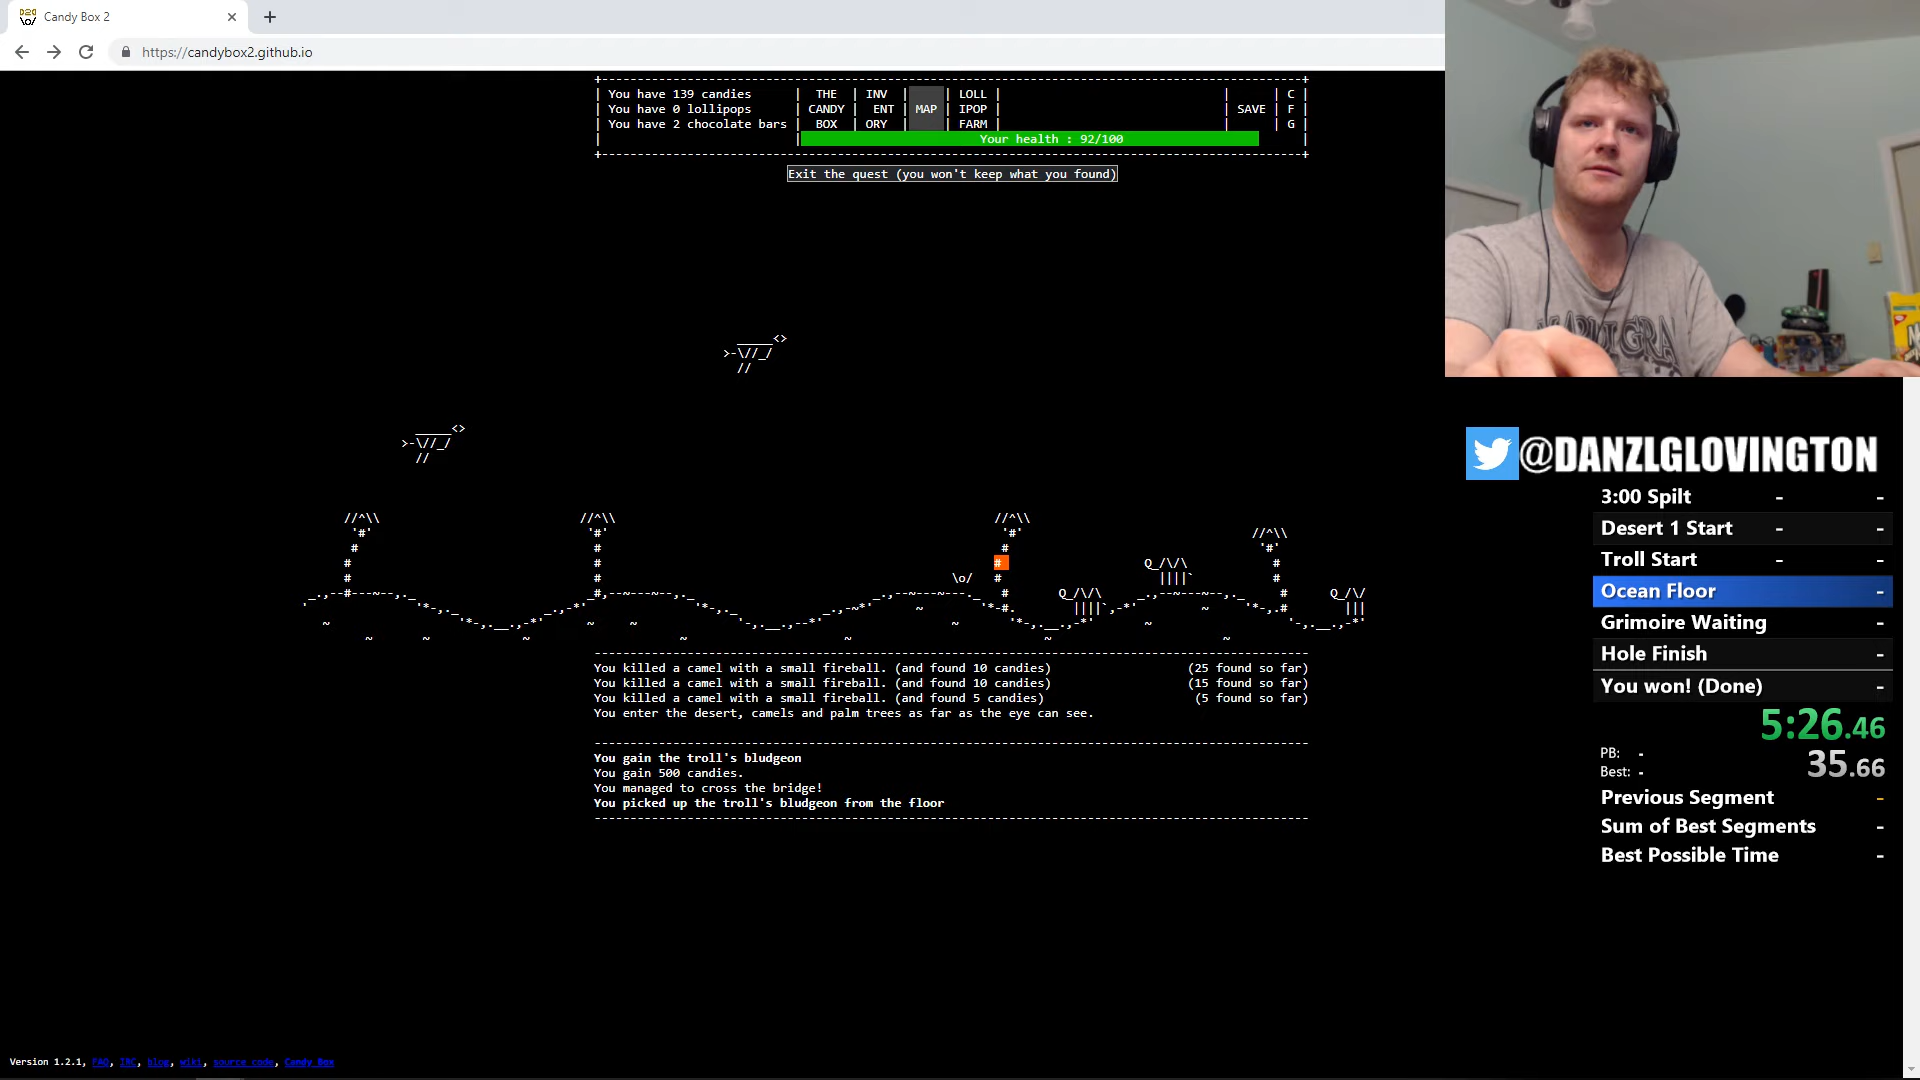 Candy Box 2
https://candybox2.github.io
You have 139 candies
You have 0 lollipops
You have 2 chocolate bars
THE CANDY BOX
INVENT ORY
MAP
LOLL IPOP FARM
SAVE
CFG
Your health : 92/100
Exit the quest (you won't keep what you found)
\o/
You killed a camel with a small fireball. (and found 10 candies) (25 found so far)
You killed a camel with a small fireball. (and found 10 candies) (15 found so far)
You killed a camel with a small fireball. (and found 5 candies) (5 found so far)
You enter the desert, camels and palm trees as far as the eye can see.
You gain the troll's bludgeon
You gain 500 candies.
You managed to cross the bridge!
You picked up the troll's bludgeon from the floor
@DANZLGLOVINGTON
3:00 Spilt - -
Desert 1 Start - -
Troll Start - -
Ocean Floor -
Grimoire Waiting -
Hole Finish -
You won! (Done) -
5:26.46
PB: -
Best: -
35.66
Previous Segment -
Sum of Best Segments -
Best Possible Time -
Version 1.2.1, FAQ, IRC, blog, wiki, source code, Candy Box